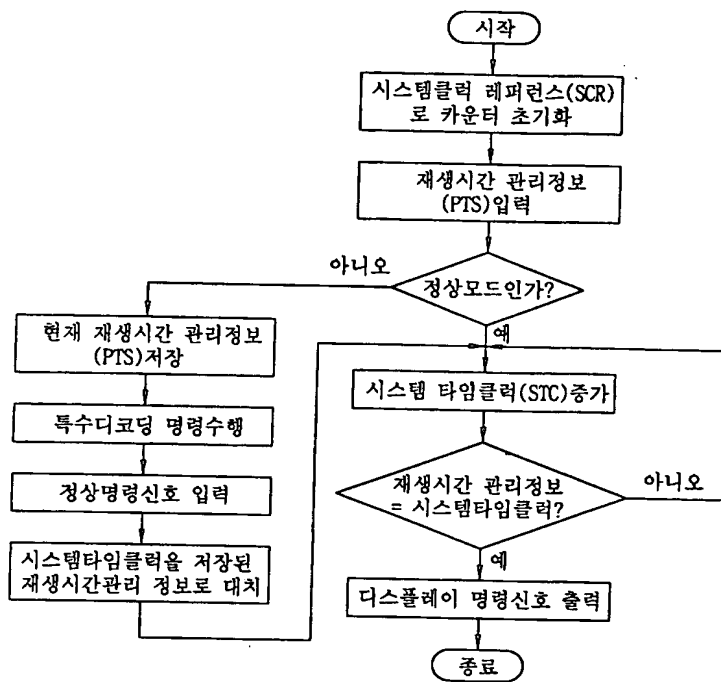 시작
시스템클럭 레퍼런스(SCR)
로 카운터 초기화
재생시간 관리정보
(PTS)입력
정상모드인가?
아니오
예
현재 재생시간 관리정보
(PTS)저장
특수디코딩 명령수행
정상명령신호 입력
시스템타임클럭을 저장된
재생시간관리 정보로 대치
시스템 타임클럭(STC)증가
재생시간 관리정보
= 시스템타임클럭?
아니오
예
디스플레이 명령신호 출력
종료